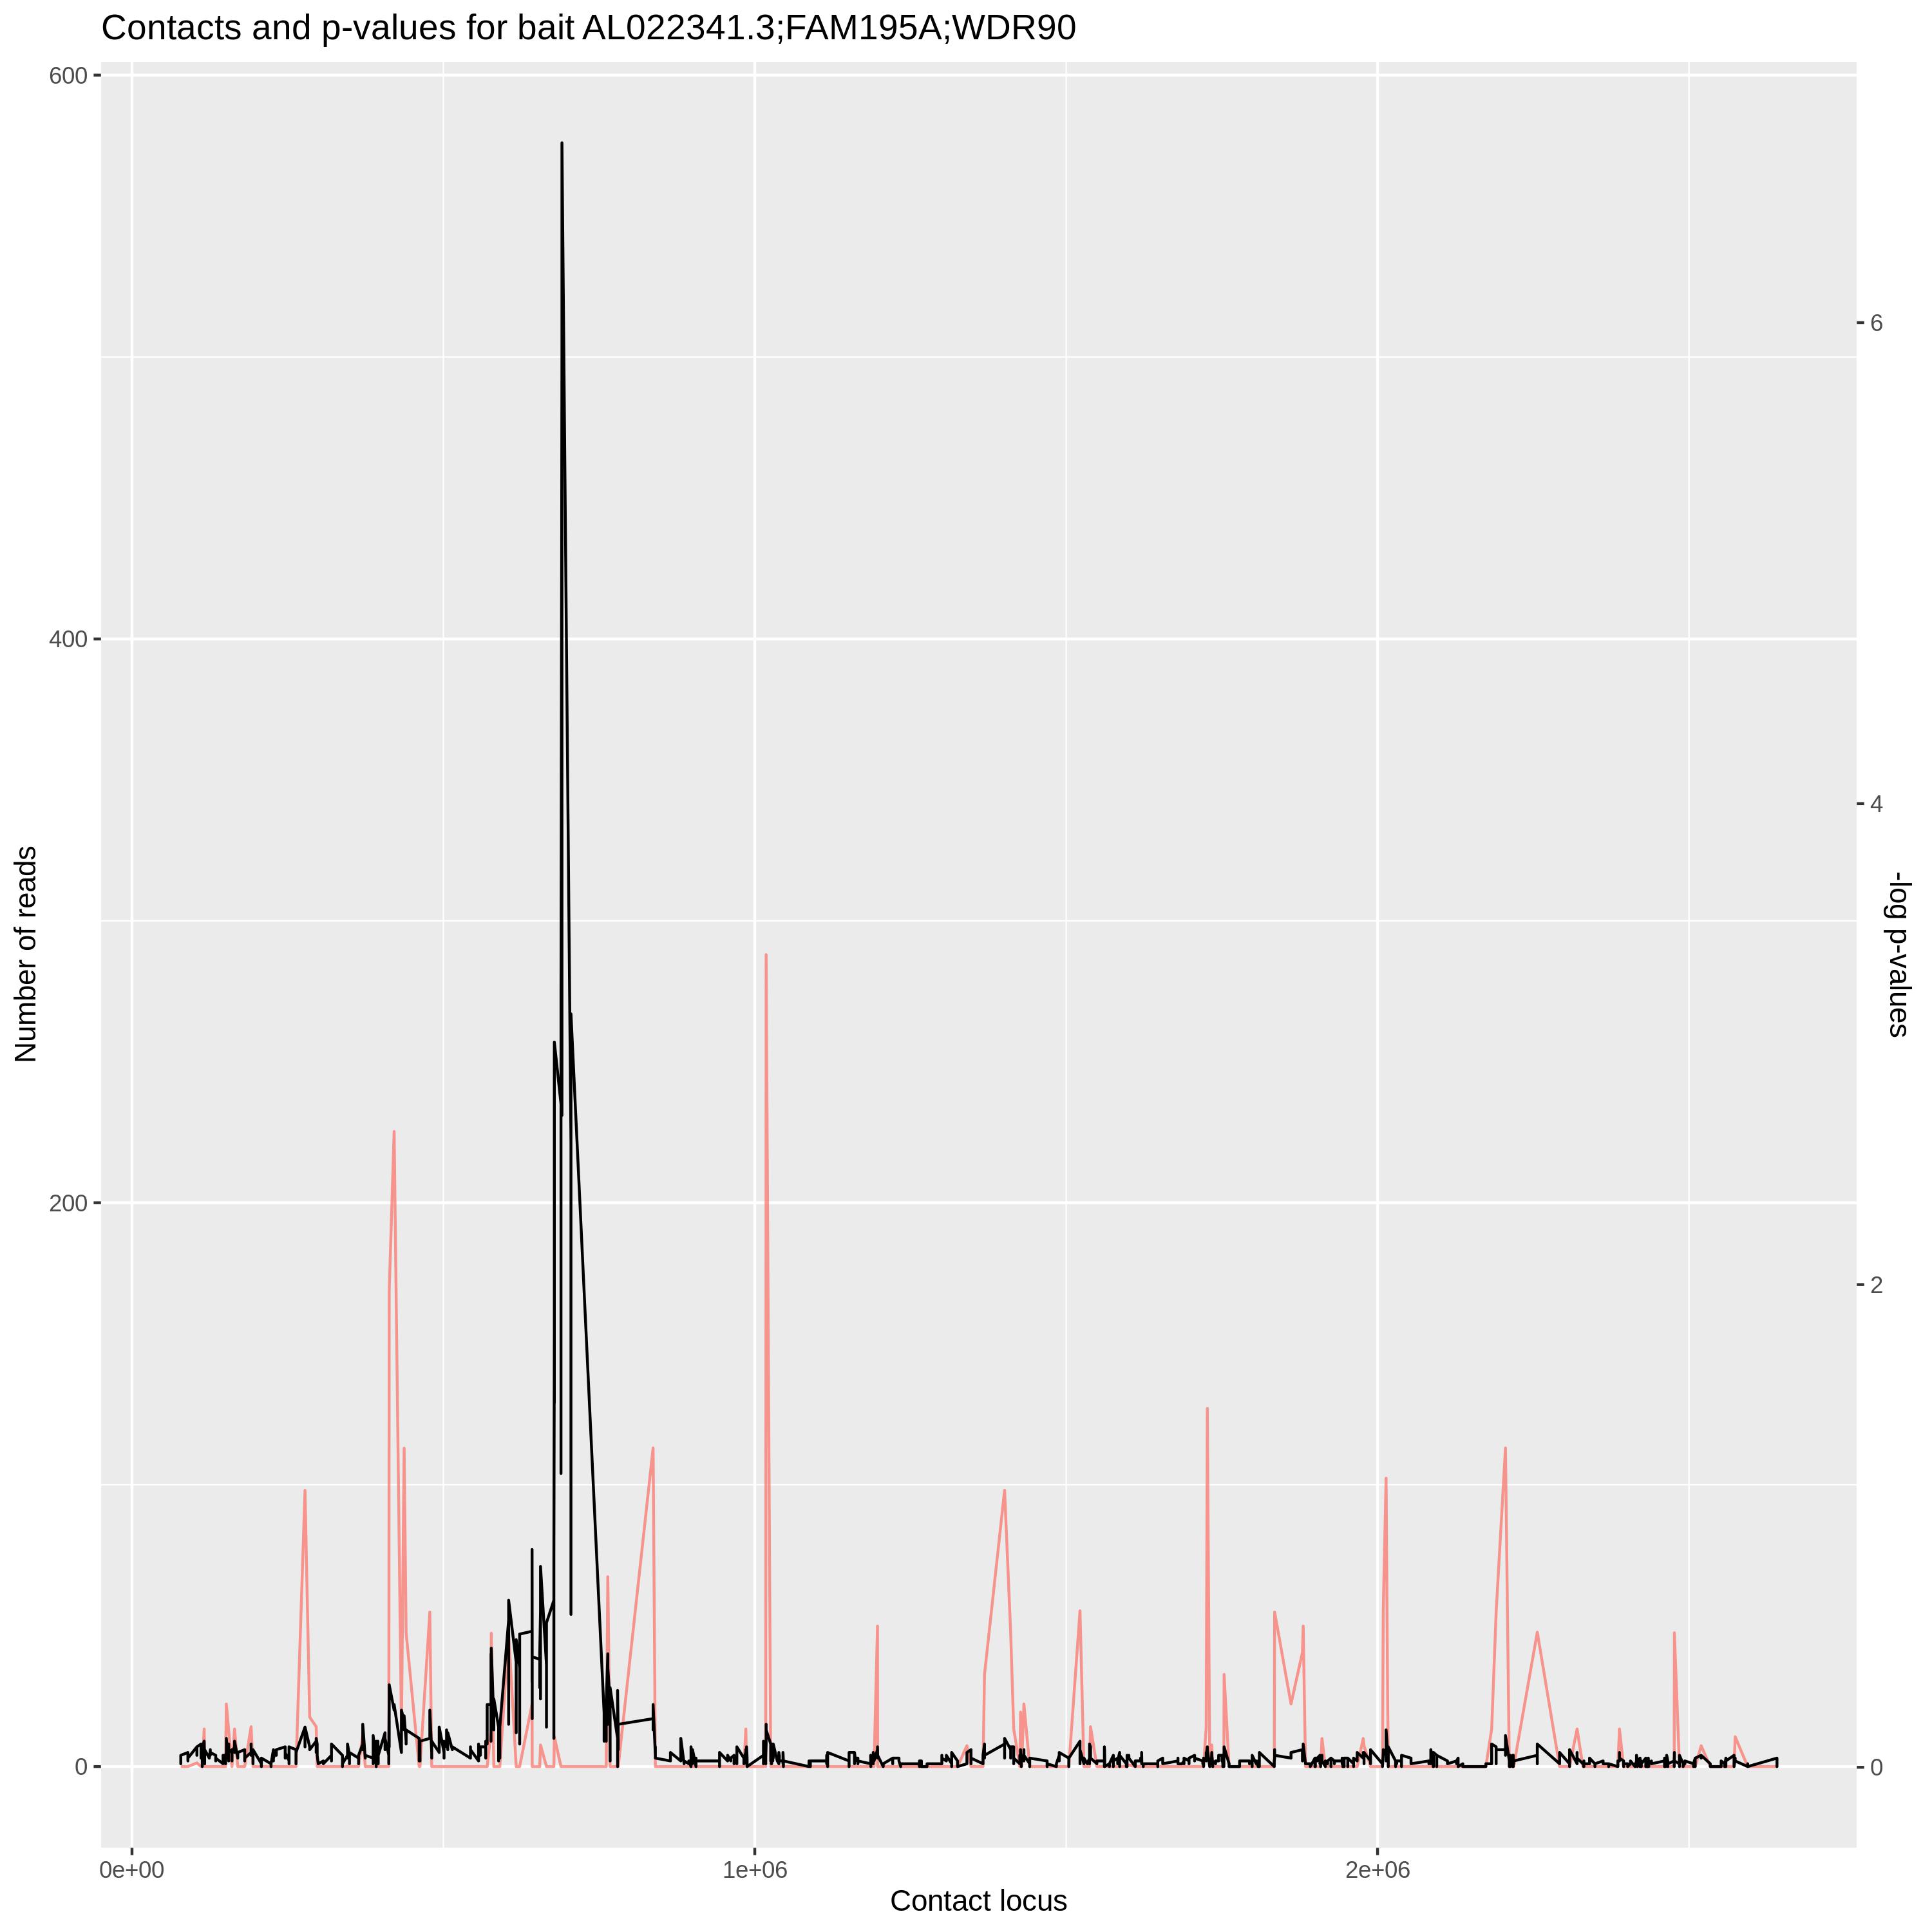 Contacts and p-values for bait AL022341.3;FAM195A;WDR90
600
400
200
0
6
4
2
0
0e+00 1e+06 2e+06
Number of reads
-log p-values
Contact locus